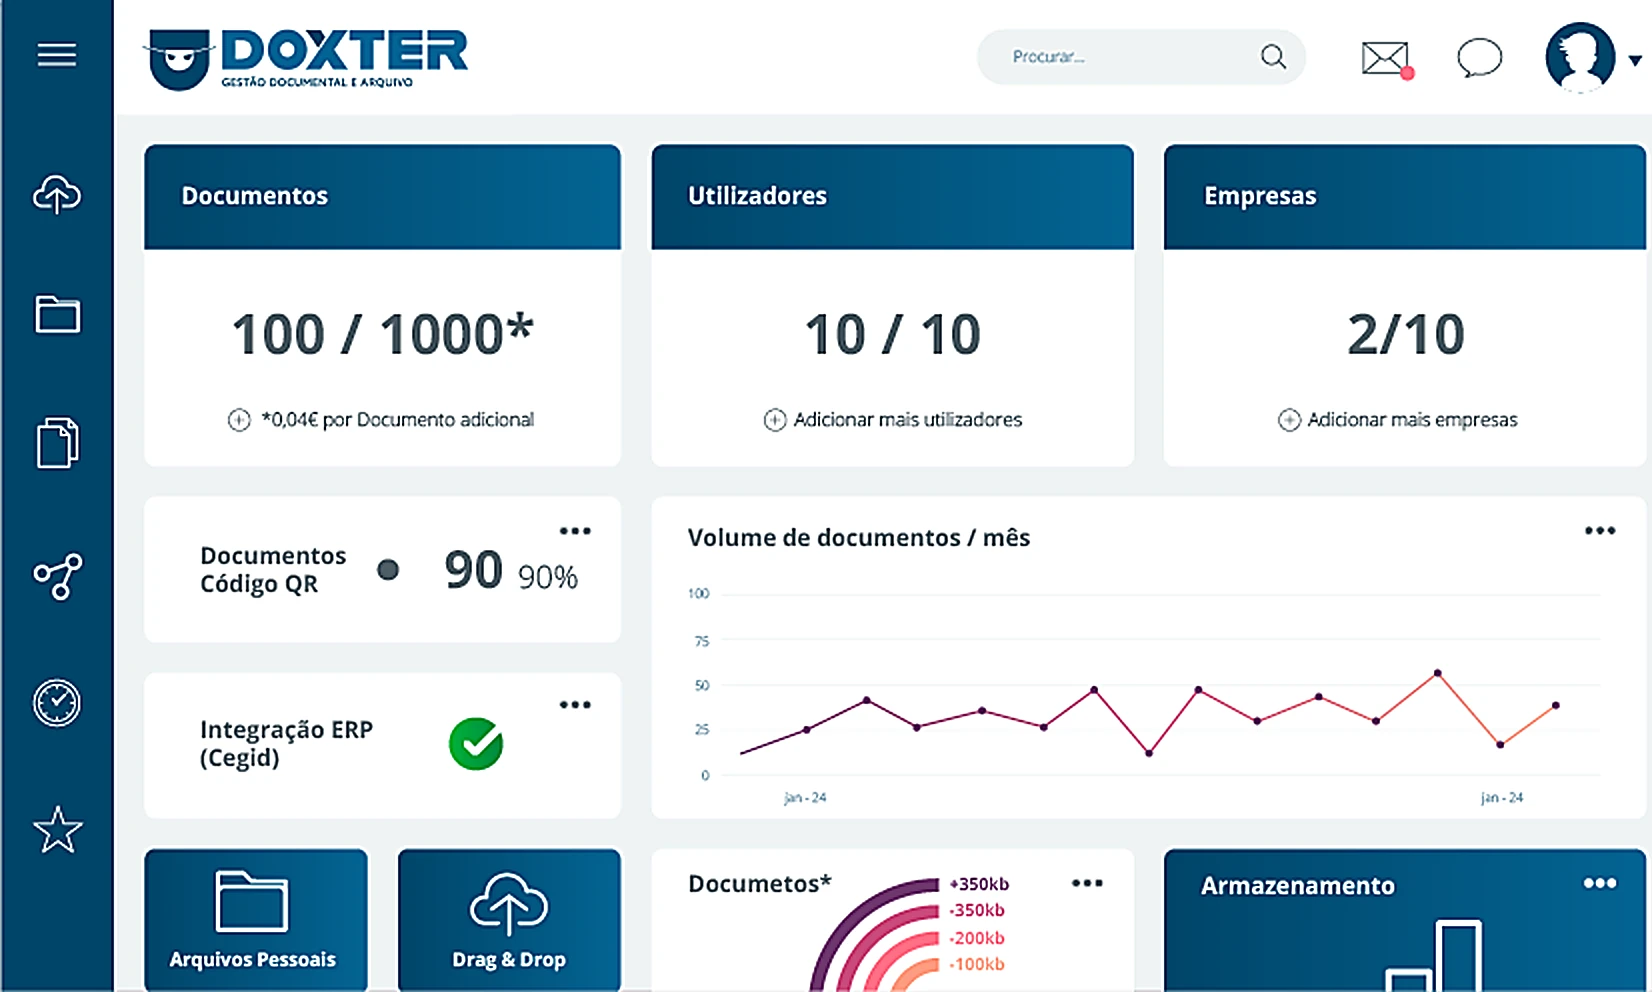 DOXTER
GESTÃO DOCUMENTAL E ARQUIVO
Procurar...
Documentos
100 / 1000*
*0,04€ por Documento adicional
Utilizadores
10 / 10
Adicionar mais utilizadores
Empresas
2/10
Adicionar mais empresas
Documentos
Código QR
90 90%
Integração ERP
(Cegid)
Volume de documentos / mês
100
75
50
25
0
jan - 24
jan - 24
Arquivos Pessoais
Drag & Drop
Documetos*
+350kb
-350kb
-200kb
-100kb
Armazenamento